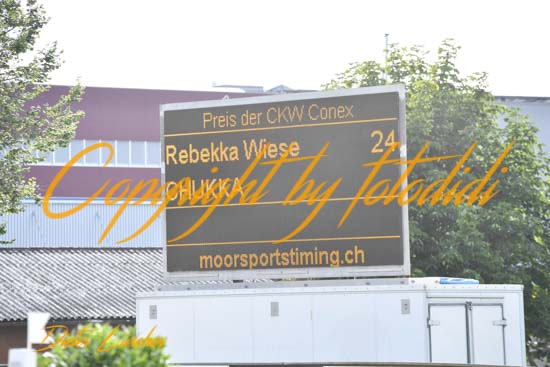 Preis der CKW Conex
Rebekka Wiese 24
CHUKKA
moorsportstiming.ch
Copyright by fotodidi